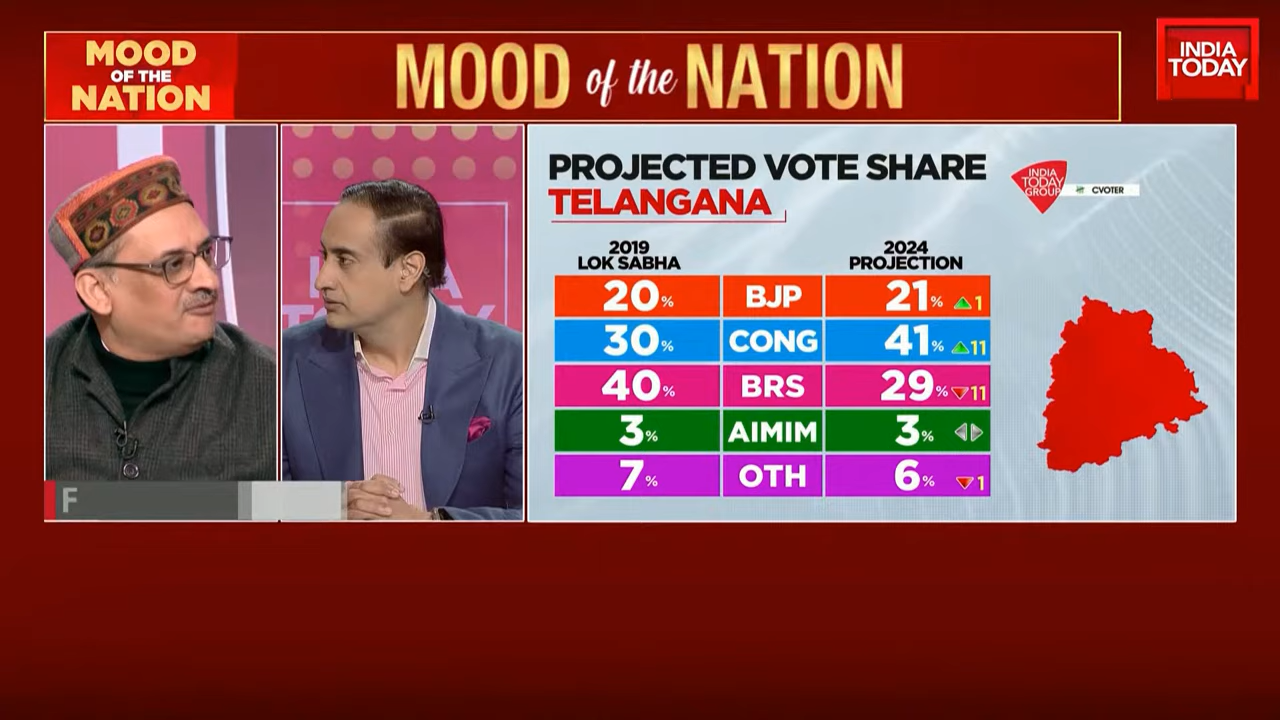 MOOD
OF THE
NATION
MOOD of the NATION
INDIA
TODAY
PROJECTED VOTE SHARE
TELANGANA
INDIA
TODAY
GROUP
CVOTER
2019
LOK SABHA
2024
PROJECTION
20% BJP 21% 1
30% CONG 41% 11
40% BRS 29% 11
3% AIMIM 3%
7% OTH 6% 1
F